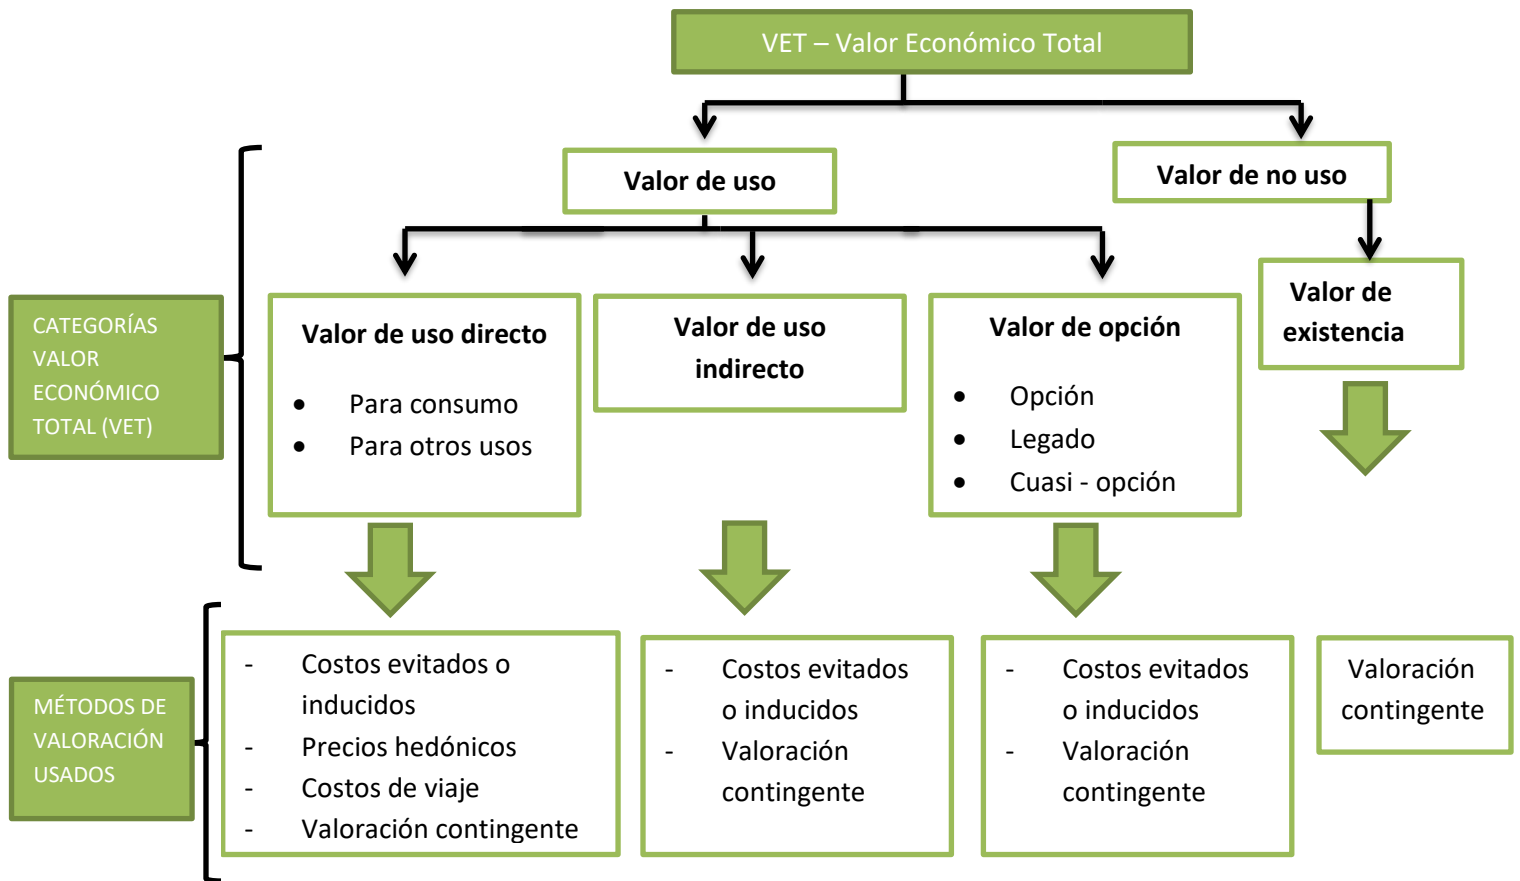 VET – Valor Económico Total
Valor de uso
Valor de no uso
CATEGORÍAS
VALOR
ECONÓMICO
TOTAL (VET)
Valor de uso directo
• Para consumo
• Para otros usos
Valor de uso
indirecto
Valor de opción
• Opción
• Legado
• Cuasi - opción
Valor de
existencia
MÉTODOS DE
VALORACIÓN
USADOS
- Costos evitados o
inducidos
- Precios hedónicos
- Costos de viaje
- Valoración contingente
- Costos evitados
o inducidos
- Valoración
contingente
- Costos evitados
o inducidos
- Valoración
contingente
Valoración
contingente